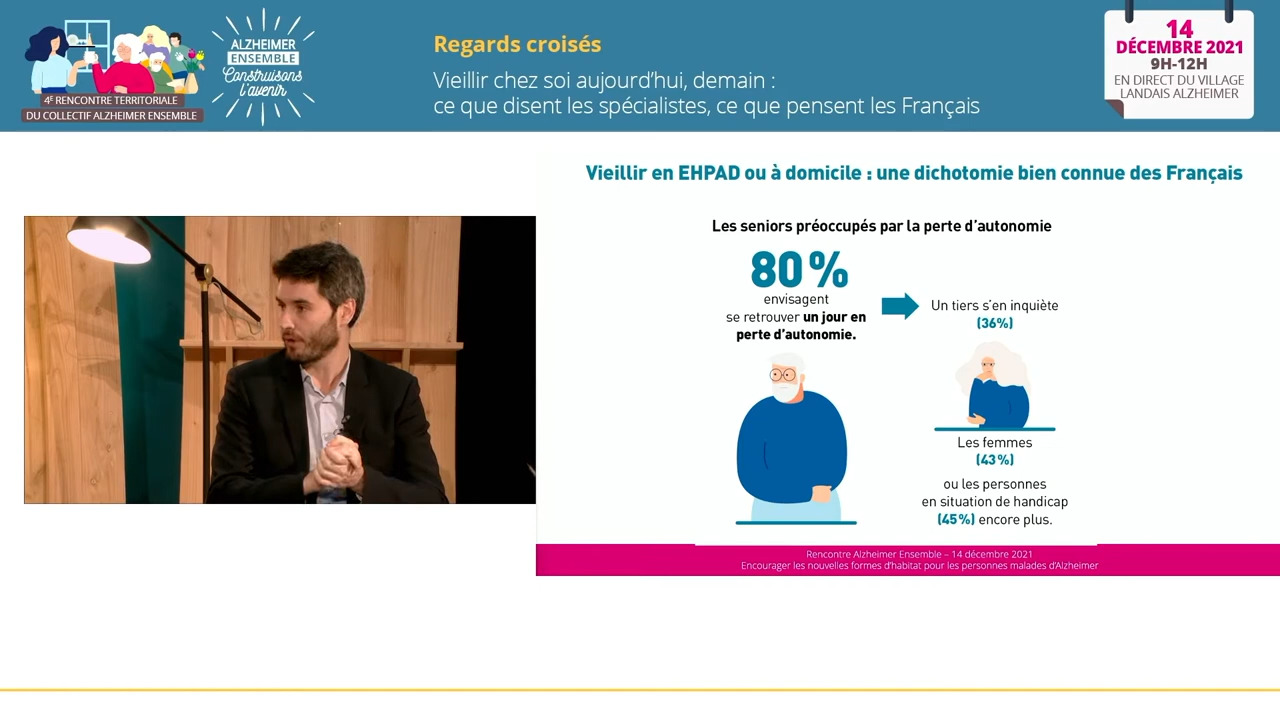 ALZHEIMER
ENSEMBLE
Construisons
l'avenir
4E RENCONTRE TERRITORIALE
DU COLLECTIF ALZHEIMER ENSEMBLE
Regards croisés
Vieillir chez soi aujourd'hui, demain :
ce que disent les spécialistes, ce que pensent les Français
14
DÉCEMBRE 2021
9H-12H
EN DIRECT DU VILLAGE
LANDAIS ALZHEIMER
Vieillir en EHPAD ou à domicile : une dichotomie bien connue des Français
Les seniors préoccupés par la perte d'autonomie
80 %
envisagent
se retrouver un jour en
perte d'autonomie.
Un tiers s'en inquiète
(36%)
Les femmes
(43%)
ou les personnes
en situation de handicap
(45%) encore plus.
Rencontre Alzheimer Ensemble – 14 décembre 2021
Encourager les nouvelles formes d'habitat pour les personnes malades d'Alzheimer